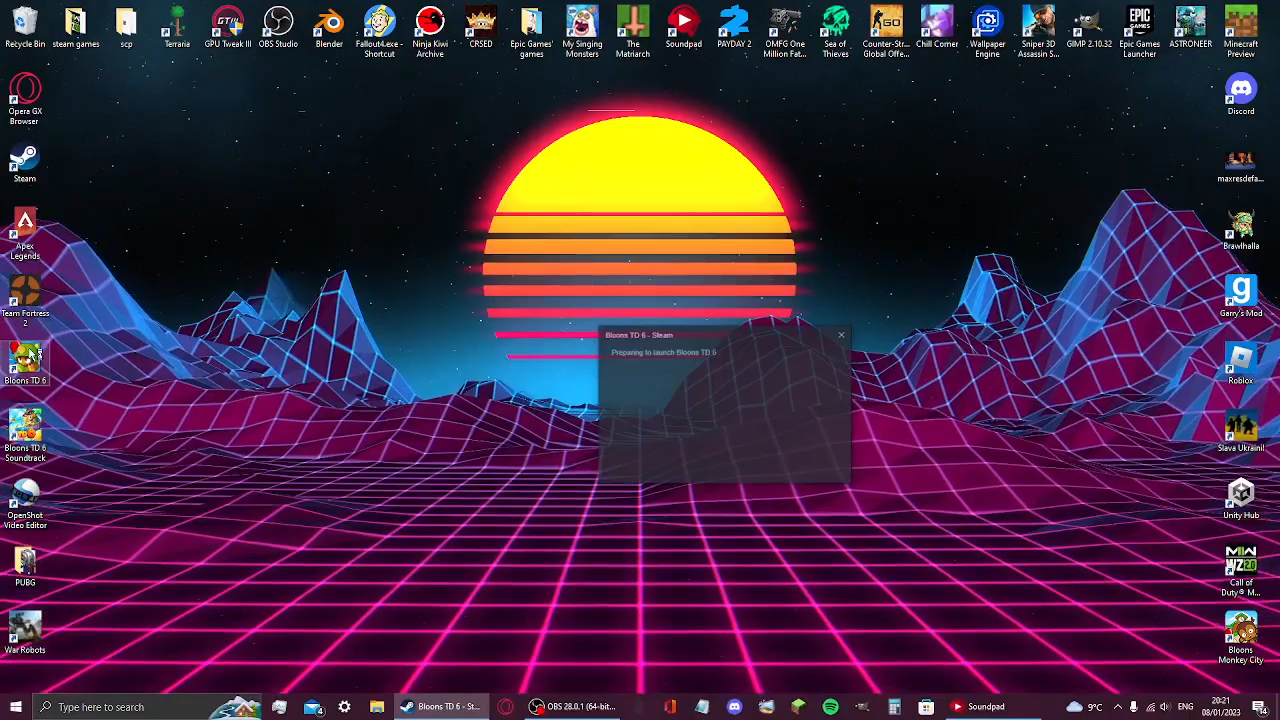 Recycle Bin
steam games
scp
Terraria
GPU Tweak III
OBS Studio
Blender
Fallout4.exe - Shortcut
Ninja Kiwi Archive
CRSED
Epic Games games
My Singing Monsters
The Matriarch
Soundpad
PAYDAY 2
OMFG One Million Fat...
Sea of Thieves
Counter-Str... Global Offe...
Chill Corner
Wallpaper Engine
Sniper 3D Assassin S...
GIMP 2.10.32
EPIC GAMES
Epic Games Launcher
ASTRONEER
Minecraft Preview
Opera GX Browser
Discord
Steam
maxresdefa...
Apex Legends
Brawlhalla
Team Fortress 2
Garry's Mod
Bloons TD 6 - Steam
Preparing to launch Bloons TD 6
Bloons TD 6
Roblox
Bloons TD 6 Soundtrack
Slava Ukraini!
OpenShot Video Editor
Unity Hub
PUBG
Call of Duty® M...
War Robots
Bloons Monkey City
Type here to search
Bloons TD 6 - St...
OBS 28.0.1 (64-bit...
Soundpad
9°C
ENG
20:21
08/01/2023